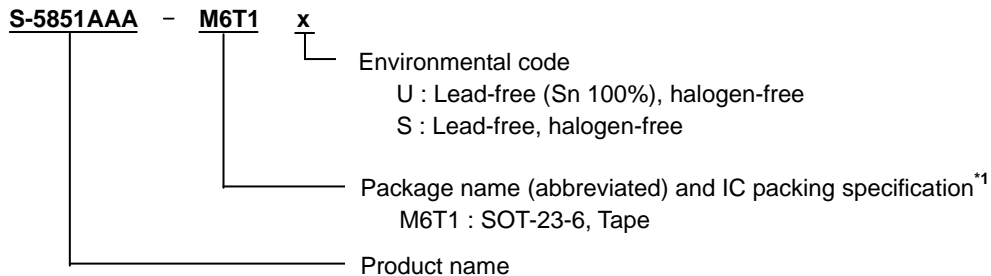 S-5851AAA - M6T1 x
Environmental code
U : Lead-free (Sn 100%), halogen-free
S : Lead-free, halogen-free
Package name (abbreviated) and IC packing specification*1
M6T1 : SOT-23-6, Tape
Product name